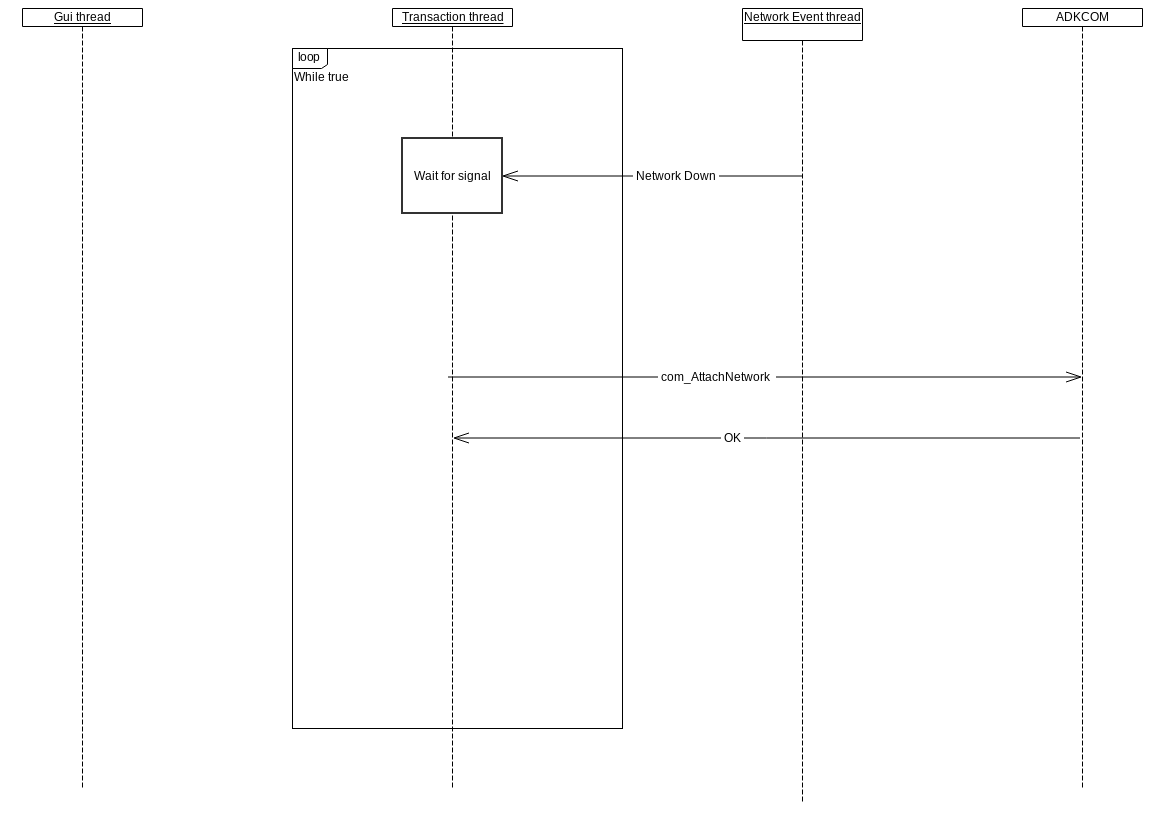 Gui thread
Transaction thread
Network Event thread
ADKCOM
loop
While true
Wait for signal
Network Down
com_AttachNetwork
OK